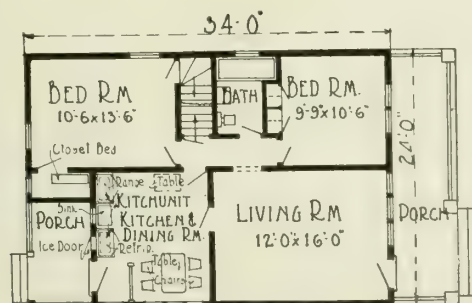 34'-0"
BED RM
10'-6x13'-6"
BATH
BED RM.
9'-9"x10'-6"
24'-0"
Closet Bed
Range
Table
KITCHUNIT
Sink
KITCHEN &
DINING RM.
PORCH
Ice Door
Refrig.
Table
Chairs
LIVING RM
12'-0"x16'-0"
PORCH